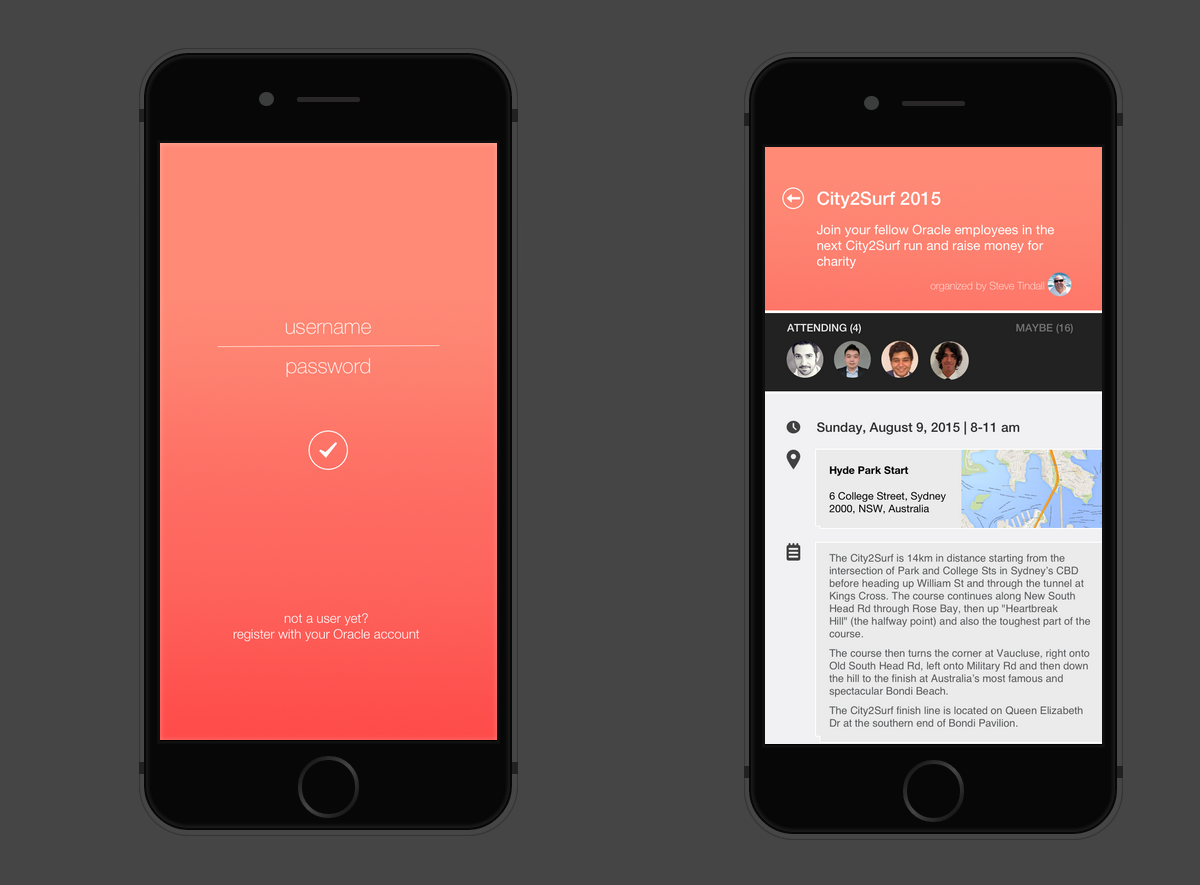 username
password
not a user yet?
register with your Oracle account
City2Surf 2015
Join your fellow Oracle employees in the
next City2Surf run and raise money for
charity
organized by Steve Tindall
ATTENDING (4)
MAYBE (16)
Sunday, August 9, 2015 | 8-11 am
Hyde Park Start
6 College Street, Sydney
2000, NSW, Australia
The City2Surf is 14km in distance starting from the
intersection of Park and College Sts in Sydney's CBD
before heading up William St and through the tunnel at
Kings Cross. The course continues along New South
Head Rd through Rose Bay, then up "Heartbreak
Hill" (the halfway point) and also the toughest part of the
course.
The course then turns the corner at Vaucluse, right onto
Old South Head Rd, left onto Military Rd and then down
the hill to the finish at Australia's most famous and
spectacular Bondi Beach.
The City2Surf finish line is located on Queen Elizabeth
Dr at the southern end of Bondi Pavilion.